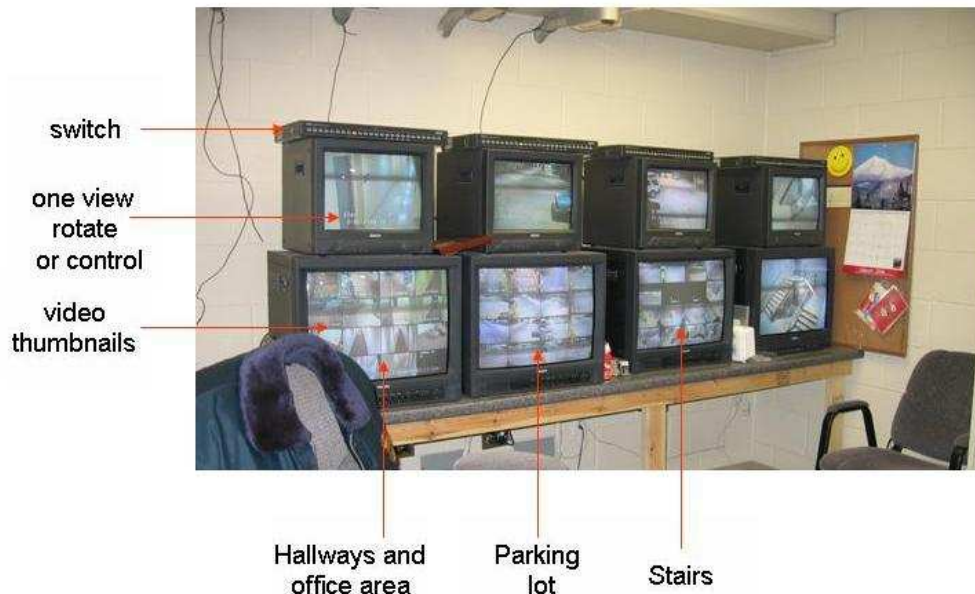 switch
one view
rotate
or control
video
thumbnails
Hallways and
office area
Parking
lot
Stairs